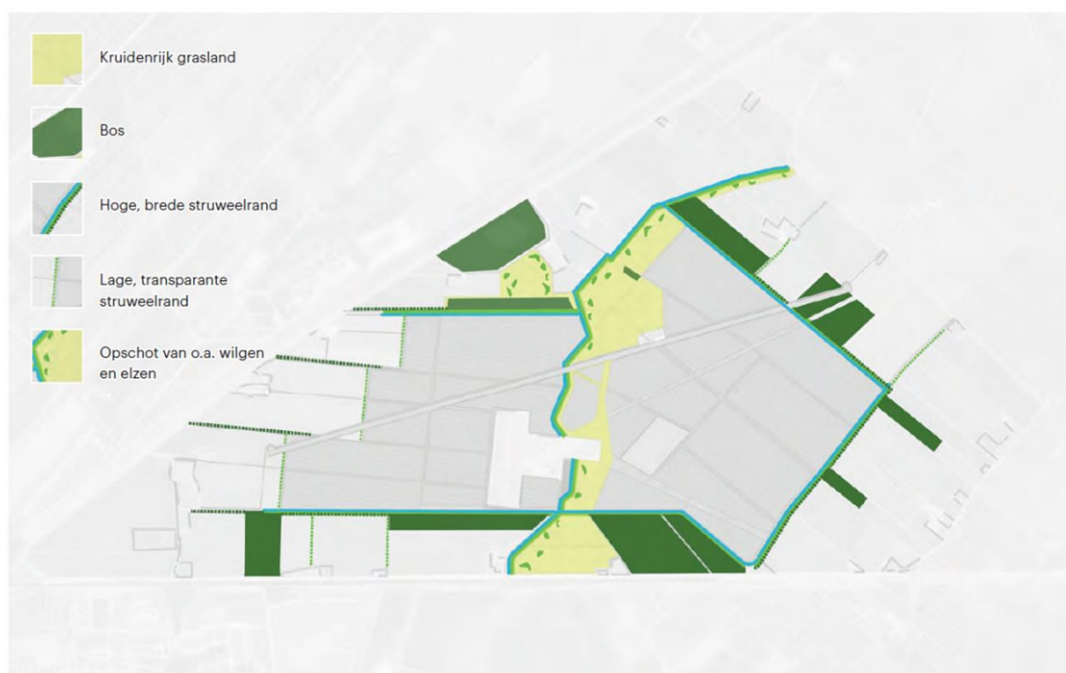 Kruidenrijk grasland
Bos
Hoge, brede struweelrand
Lage, transparante
struweelrand
Opschot van o.a. wilgen
en elzen